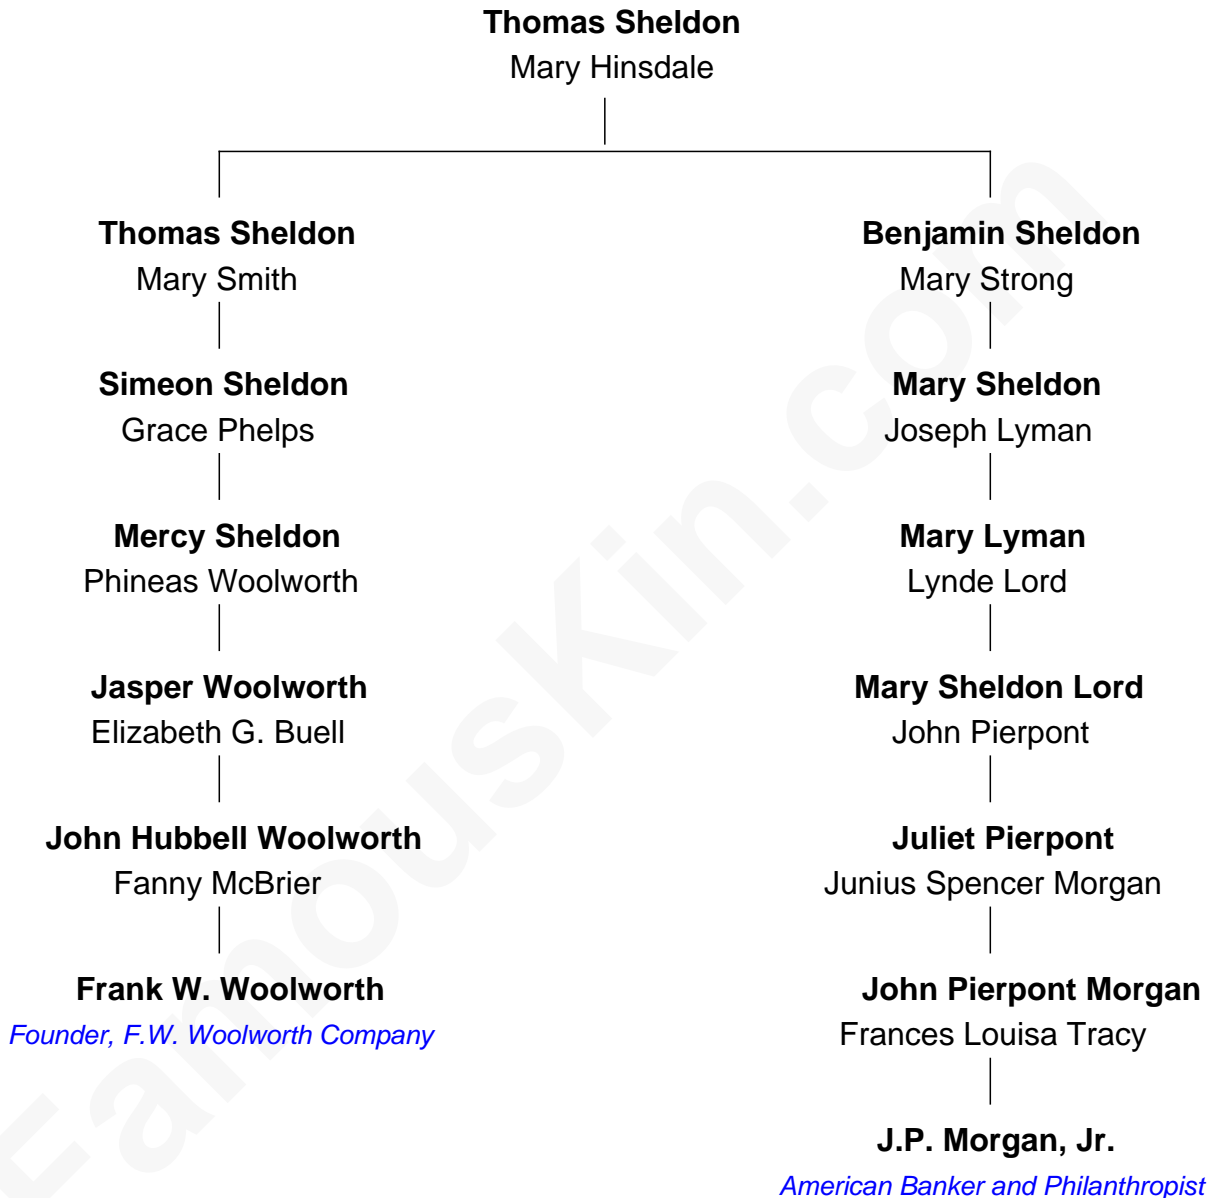 Thomas Sheldon
Mary Hinsdale
Thomas Sheldon
Mary Smith
Simeon Sheldon
Grace Phelps
Mercy Sheldon
Phineas Woolworth
Jasper Woolworth
Elizabeth G. Buell
John Hubbell Woolworth
Fanny McBrier
Frank W. Woolworth
Founder, F.W. Woolworth Company
Benjamin Sheldon
Mary Strong
Mary Sheldon
Joseph Lyman
Mary Lyman
Lynde Lord
Mary Sheldon Lord
John Pierpont
Juliet Pierpont
Junius Spencer Morgan
John Pierpont Morgan
Frances Louisa Tracy
J.P. Morgan, Jr.
American Banker and Philanthropist
FamousKin.com